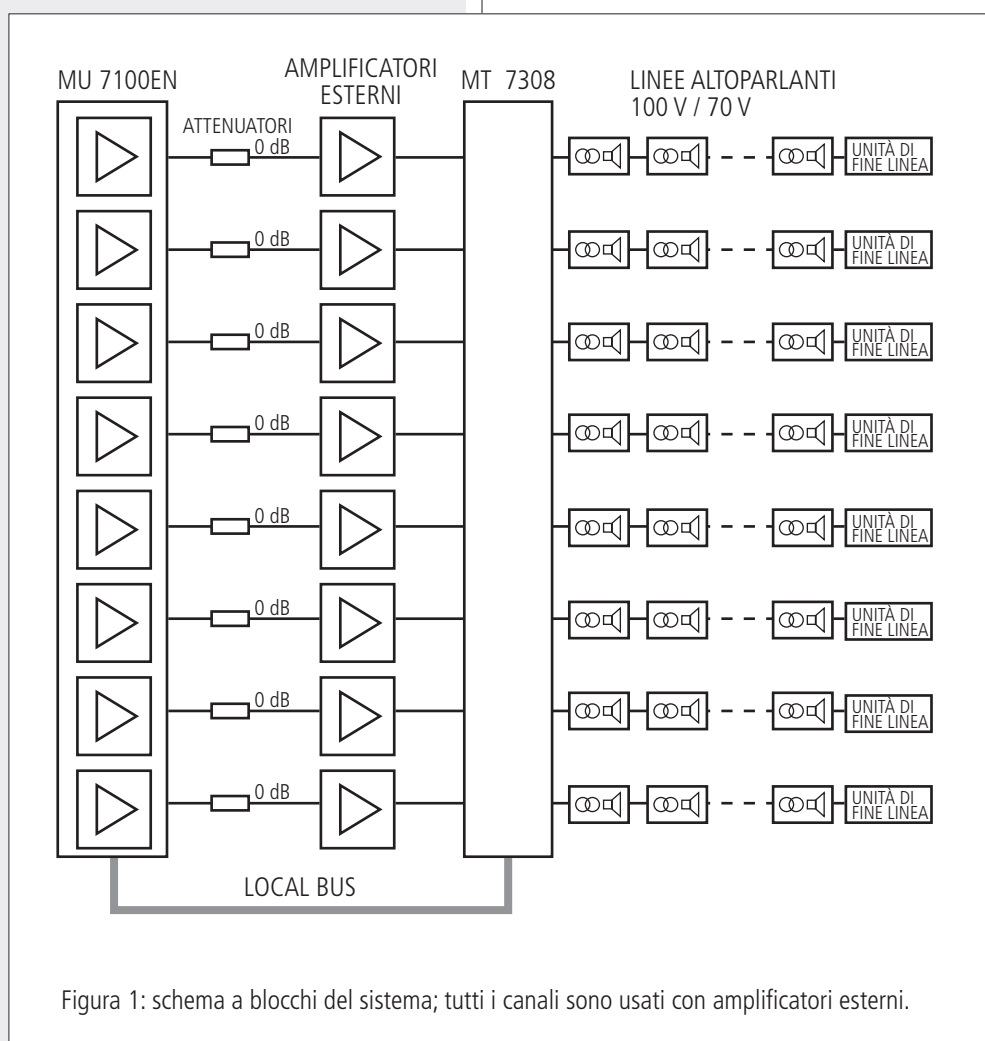 MU 7100EN
AMPLIFICATORI
ESTERNI
MT 7308
LINEE ALTOPARLANTI
100 V / 70 V
ATTENUATORI
0 dB
UNITÀ DI
FINE LINEA
0 dB
UNITÀ DI
FINE LINEA
0 dB
UNITÀ DI
FINE LINEA
0 dB
UNITÀ DI
FINE LINEA
0 dB
UNITÀ DI
FINE LINEA
0 dB
UNITÀ DI
FINE LINEA
0 dB
UNITÀ DI
FINE LINEA
0 dB
UNITÀ DI
FINE LINEA
LOCAL BUS
Figura 1: schema a blocchi del sistema; tutti i canali sono usati con amplificatori esterni.